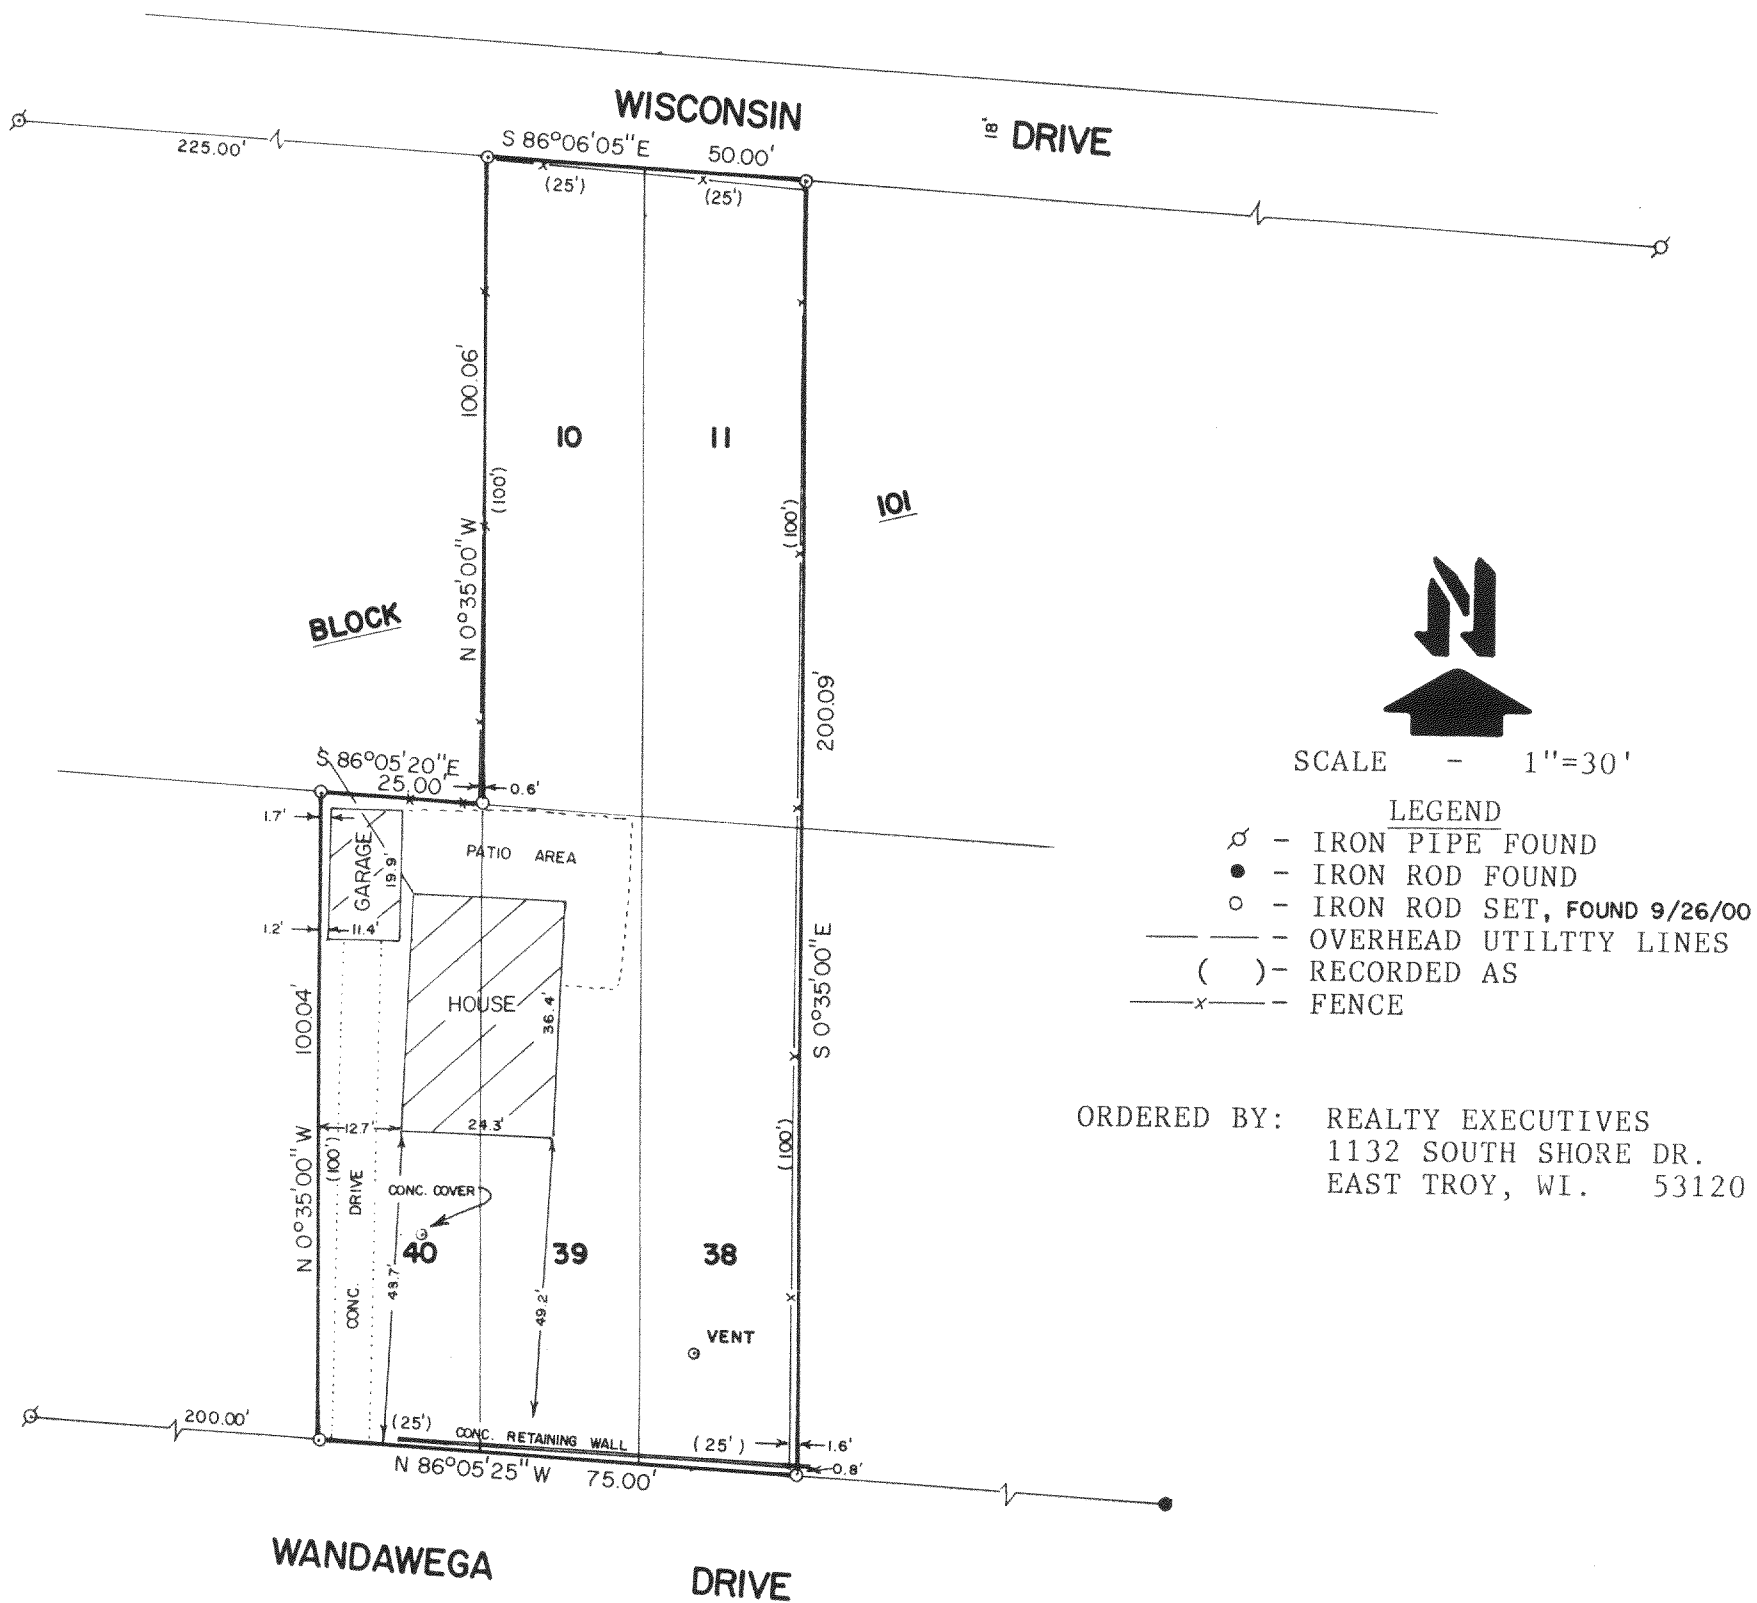 WISCONSIN DRIVE
18'
225.00'
S 86°06'05"E 50.00'
(25') (25')
100.06'
(100')
N 0°35'00"W
10 11
(100')
101
BLOCK
200.09'
S 0°35'00"E
S 86°05'20"E
25.00'
0.6'
1.7'
GARAGE
19.9'
PATIO AREA
1.2'
11.4'
HOUSE
36.4'
100.04'
N 0°35'00"W
12.7'
24.3'
(100')
(100')
CONC. DRIVE
CONC. COVER
40 39 38
48.7'
49.2'
VENT
200.00'
(25')
CONC. RETAINING WALL
(25')
1.6'
0.8'
N 86°05'25"W 75.00'
WANDAWEGA DRIVE
N
SCALE - 1"=30'
LEGEND
- IRON PIPE FOUND
- IRON ROD FOUND
- IRON ROD SET, FOUND 9/26/00
- OVERHEAD UTILTTY LINES
( )- RECORDED AS
x - FENCE
ORDERED BY: REALTY EXECUTIVES
1132 SOUTH SHORE DR.
EAST TROY, WI. 53120